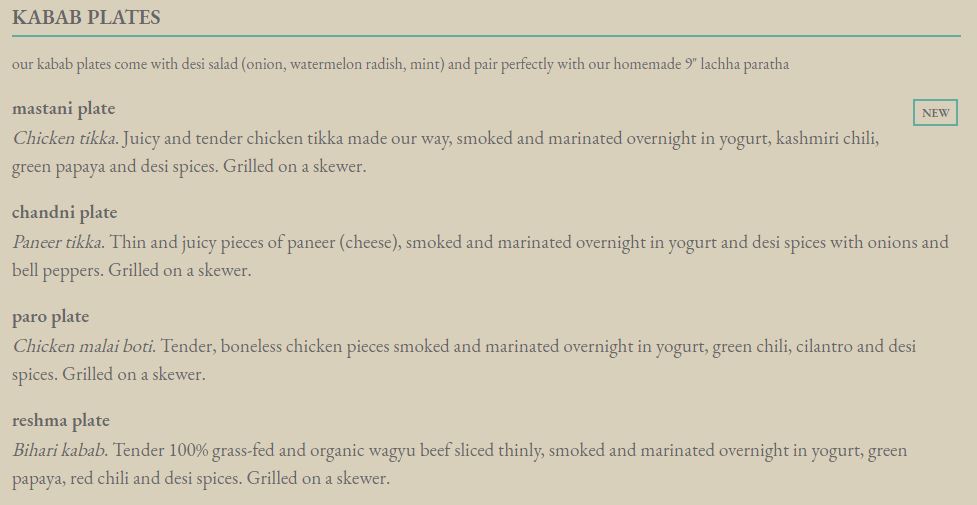 KABAB PLATES
our kabab plates come with desi salad (onion, watermelon radish, mint) and pair perfectly with our homemade 9" lachha paratha
mastani plate
NEW
Chicken tikka. Juicy and tender chicken tikka made our way, smoked and marinated overnight in yogurt, kashmiri chili,
green papaya and desi spices. Grilled on a skewer.
chandni plate
Paneer tikka. Thin and juicy pieces of paneer (cheese), smoked and marinated overnight in yogurt and desi spices with onions and
bell peppers. Grilled on a skewer.
paro plate
Chicken malai boti. Tender, boneless chicken pieces smoked and marinated overnight in yogurt, green chili, cilantro and desi
spices. Grilled on a skewer.
reshma plate
Bihari kabab. Tender 100% grass-fed and organic wagyu beef sliced thinly, smoked and marinated overnight in yogurt, green
papaya, red chili and desi spices. Grilled on a skewer.